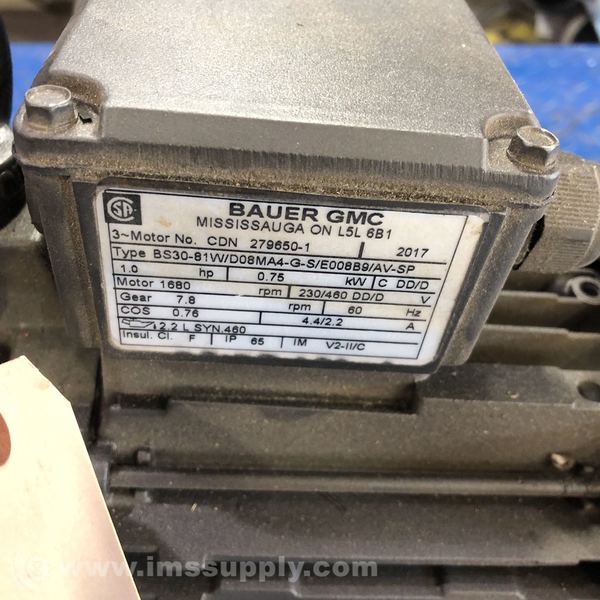 BAUER GMC
MISSISSAUGA ON L5L 6B1
3~Motor No. CDN 279650-1 2017
Type BS30-81W/D08MA4-G-S/E008B9/AV-SP
1.0 hp 0.75 kW C DD/D
Motor 1680 rpm 230/460 DD/D V
Gear 7.8 rpm 60 Hz
COS 0.76 4.4/2.2 A
2.2 L SYN.460
Insul. Cl. F IP 65 IM V2-II/C
www.imssupply.com